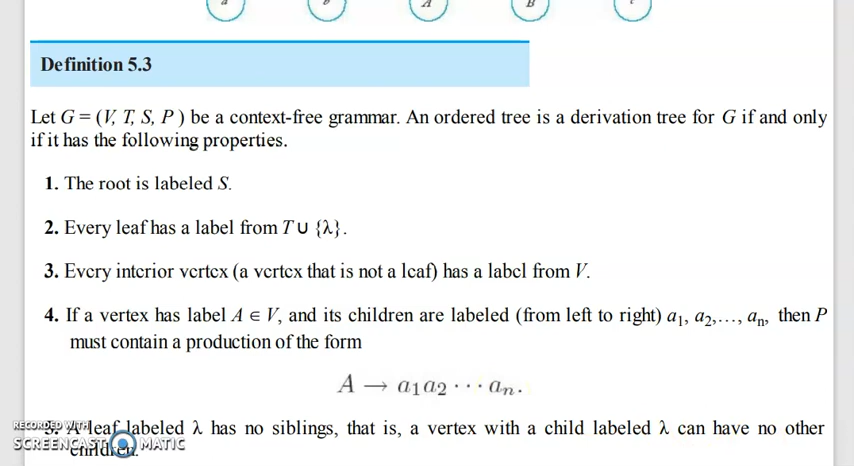 A
B
Definition 5.3
Let G = (V, T, S, P ) be a context-free grammar. An ordered tree is a derivation tree for G if and only
if it has the following properties.
1. The root is labeled S.
2. Every leaf has a label from T ∪ {λ}.
3. Every interior vertex (a vertex that is not a leaf) has a label from V.
4. If a vertex has label A ∈ V, and its children are labeled (from left to right) a₁, a₂,…, aₙ, then P
must contain a production of the form
A → a₁a₂ · · · aₙ.
5. A leaf labeled λ has no siblings, that is, a vertex with a child labeled λ can have no other
children.
RECORDED WITH
SCREENCAST MATIC